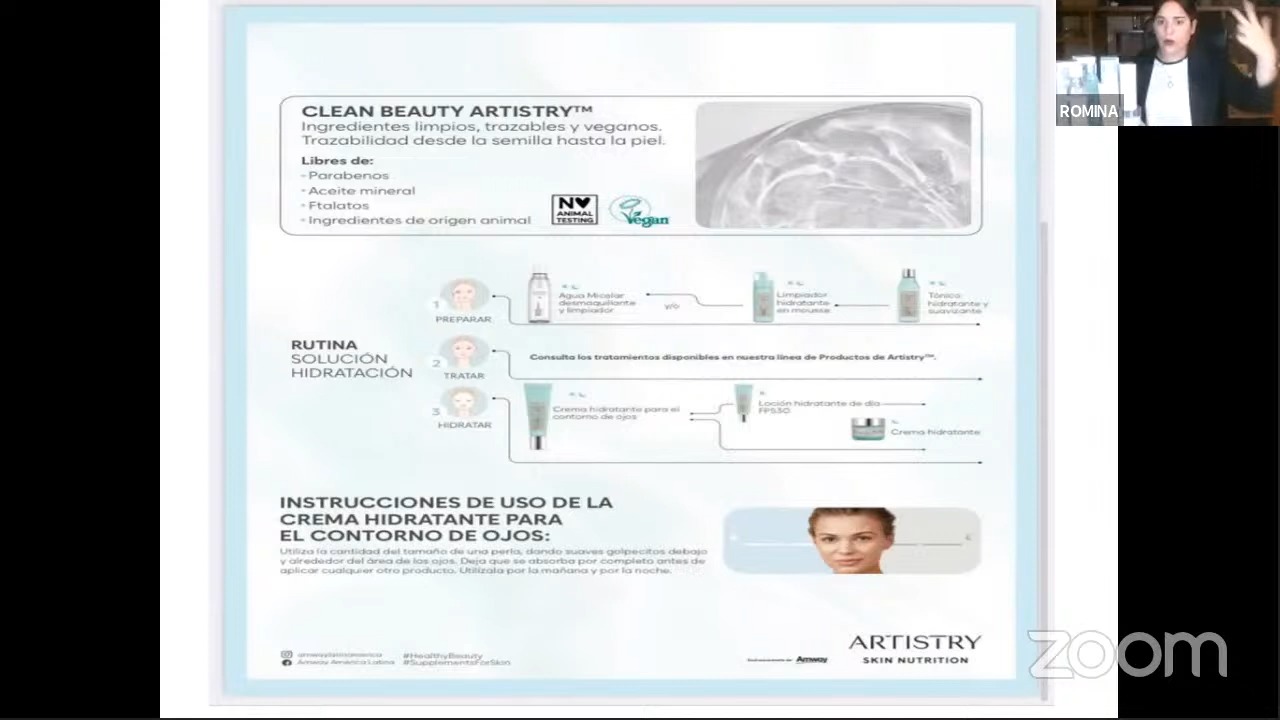 ROMINA
CLEAN BEAUTY ARTISTRY™
Ingredientes limpios, trazables y veganos.
Trazabilidad desde la semilla hasta la piel.
Libres de:
- Parabenos
- Aceite mineral
- Ftalatos
- Ingredientes de origen animal
NO
ANIMAL
TESTING
Vegan
1
PREPARAR
Agua Micelar
desmaquillante
y limpiador
y/o
Limpiador
hidratante
en mousse
Tónico
hidratante y
suavizante
RUTINA
SOLUCIÓN
HIDRATACIÓN
2
TRATAR
Consulta los tratamientos disponibles en nuestra línea de Productos de Artistry™.
3
HIDRATAR
Crema hidratante para el
contorno de ojos
Loción hidratante de día
FPS30
Crema hidratante
INSTRUCCIONES DE USO DE LA
CREMA HIDRATANTE PARA
EL CONTORNO DE OJOS:
Utiliza la cantidad del tamaño de una perla, dando suaves golpecitos debajo
y alrededor del área de los ojos. Deja que se absorba por completo antes de
aplicar cualquier otro producto. Utilízala por la mañana y por la noche.
amwaylatinamerica
Amway América Latina
#HealthyBeauty
#SupplementsForSkin
Amway
ARTISTRY
SKIN NUTRITION
zoom